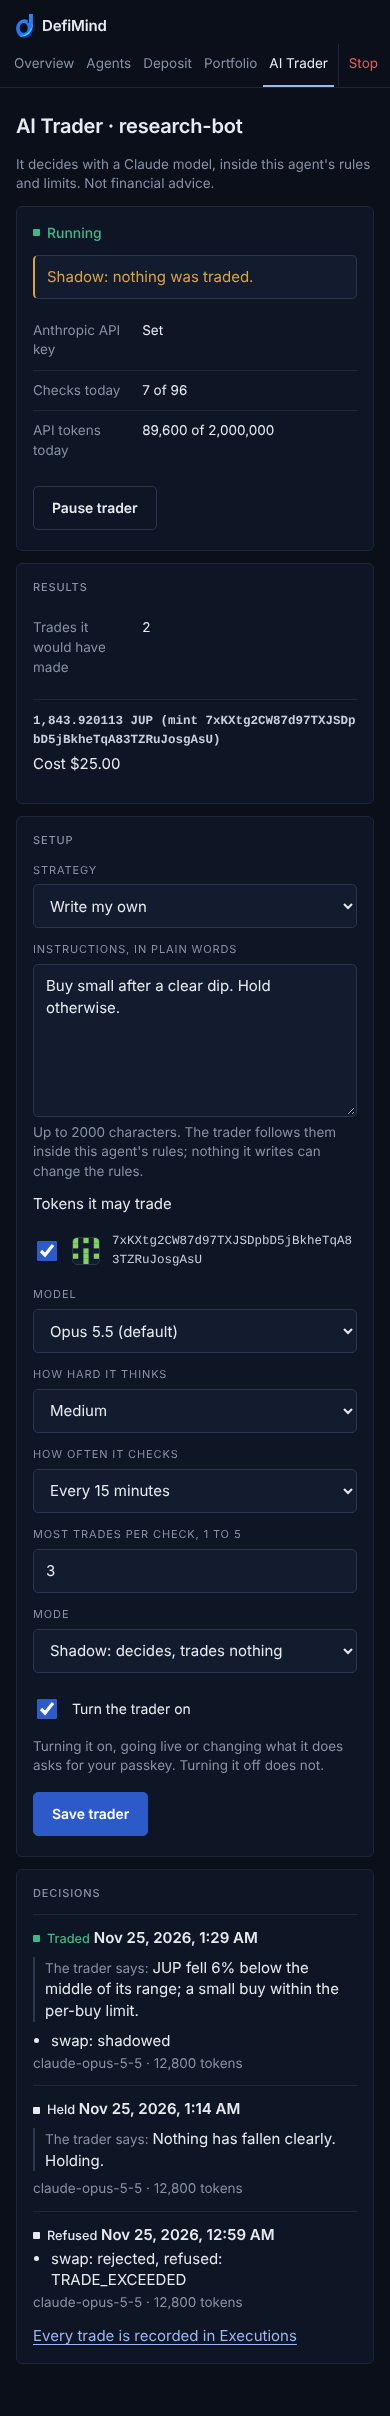 DefiMind
Overview Agents Deposit Portfolio AI Trader Stop
AI Trader · research-bot
It decides with a Claude model, inside this agent's rules
and limits. Not financial advice.
Running
Shadow: nothing was traded.
Anthropic API Set
key
Checks today 7 of 96
API tokens 89,600 of 2,000,000
today
Pause trader
RESULTS
Trades it 2
would have
made
1,843.920113 JUP (mint 7xKXtg2CW87d97TXJSDp
bD5jBkheTqA83TZRuJosgAsU)
Cost $25.00
SETUP
STRATEGY
Write my own
INSTRUCTIONS, IN PLAIN WORDS
Buy small after a clear dip. Hold
otherwise.
Up to 2000 characters. The trader follows them
inside this agent's rules; nothing it writes can
change the rules.
Tokens it may trade
7xKXtg2CW87d97TXJSDpbD5jBkheTqA8
3TZRuJosgAsU
MODEL
Opus 5.5 (default)
HOW HARD IT THINKS
Medium
HOW OFTEN IT CHECKS
Every 15 minutes
MOST TRADES PER CHECK, 1 TO 5
3
MODE
Shadow: decides, trades nothing
Turn the trader on
Turning it on, going live or changing what it does
asks for your passkey. Turning it off does not.
Save trader
DECISIONS
Traded Nov 25, 2026, 1:29 AM
The trader says: JUP fell 6% below the
middle of its range; a small buy within the
per-buy limit.
• swap: shadowed
claude-opus-5-5 · 12,800 tokens
Held Nov 25, 2026, 1:14 AM
The trader says: Nothing has fallen clearly.
Holding.
claude-opus-5-5 · 12,800 tokens
Refused Nov 25, 2026, 12:59 AM
• swap: rejected, refused:
TRADE_EXCEEDED
claude-opus-5-5 · 12,800 tokens
Every trade is recorded in Executions